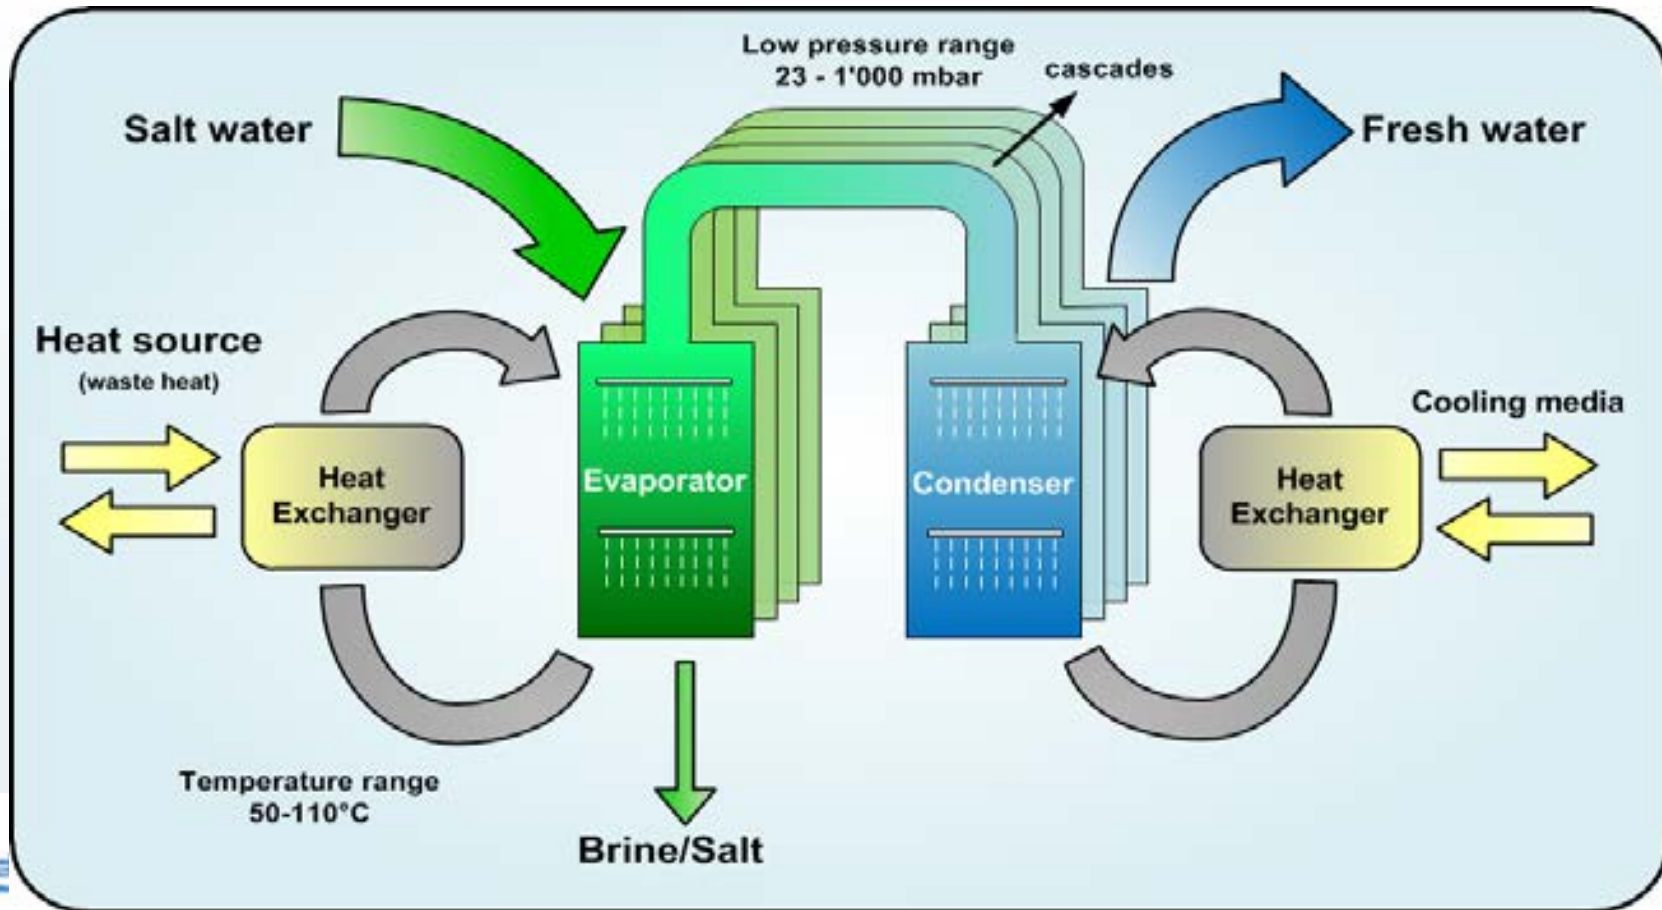 Low pressure range
23 - 1'000 mbar
cascades
Salt water
Fresh water
Heat source
(waste heat)
Cooling media
Heat
Exchanger
Evaporator
Condenser
Heat
Exchanger
Temperature range
50-110°C
Brine/Salt